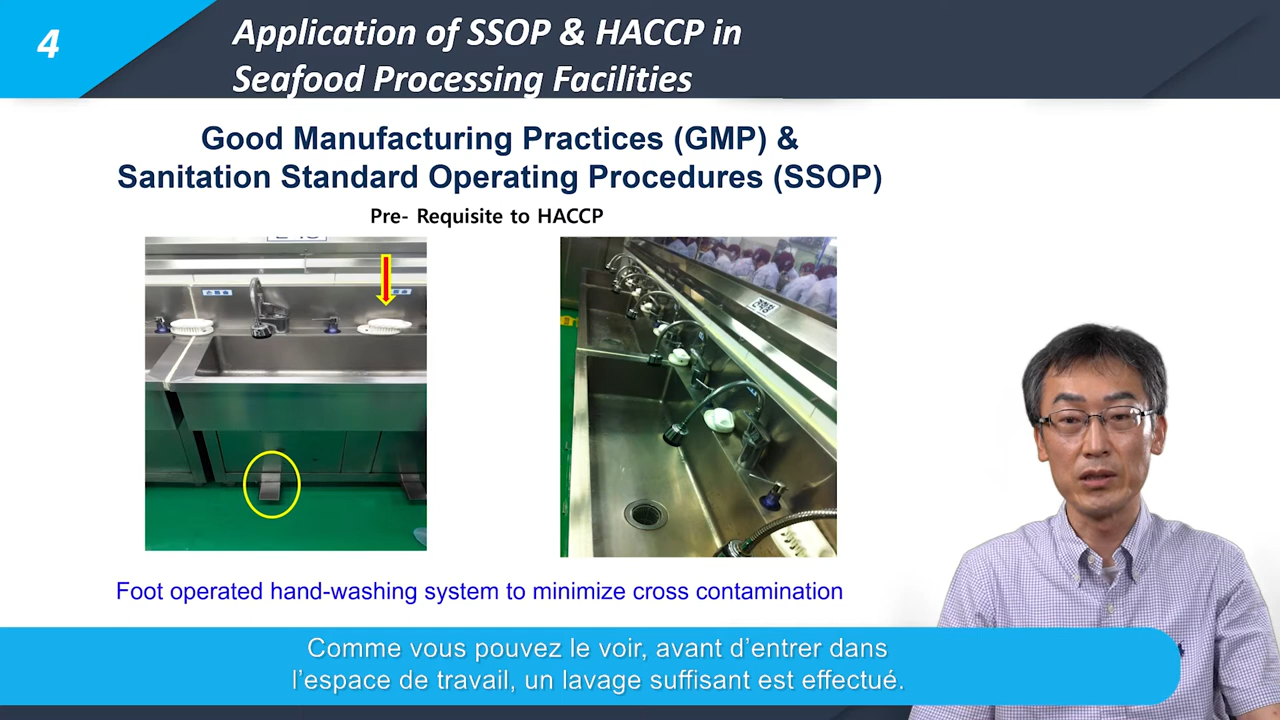 4
Application of SSOP & HACCP in
Seafood Processing Facilities
Good Manufacturing Practices (GMP) &
Sanitation Standard Operating Procedures (SSOP)
Pre- Requisite to HACCP
Foot operated hand-washing system to minimize cross contamination
Comme vous pouvez le voir, avant d’entrer dans
l’espace de travail, un lavage suffisant est effectué.